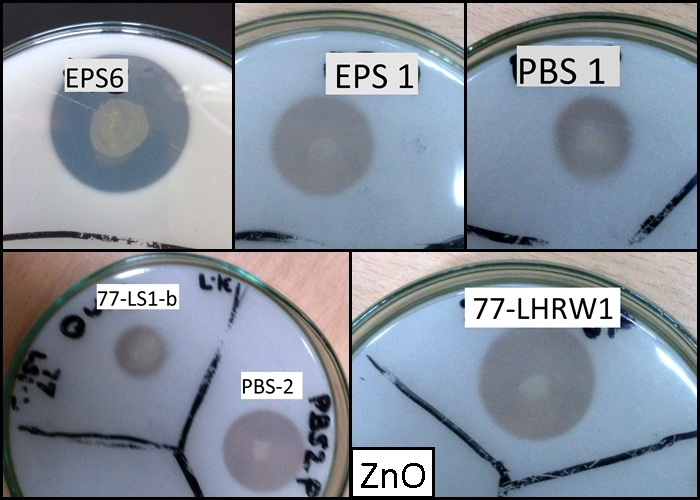 EPS6
EPS 1
PBS 1
77-LS1-b
L.K
PBS-2
77-LHRW1
ZnO